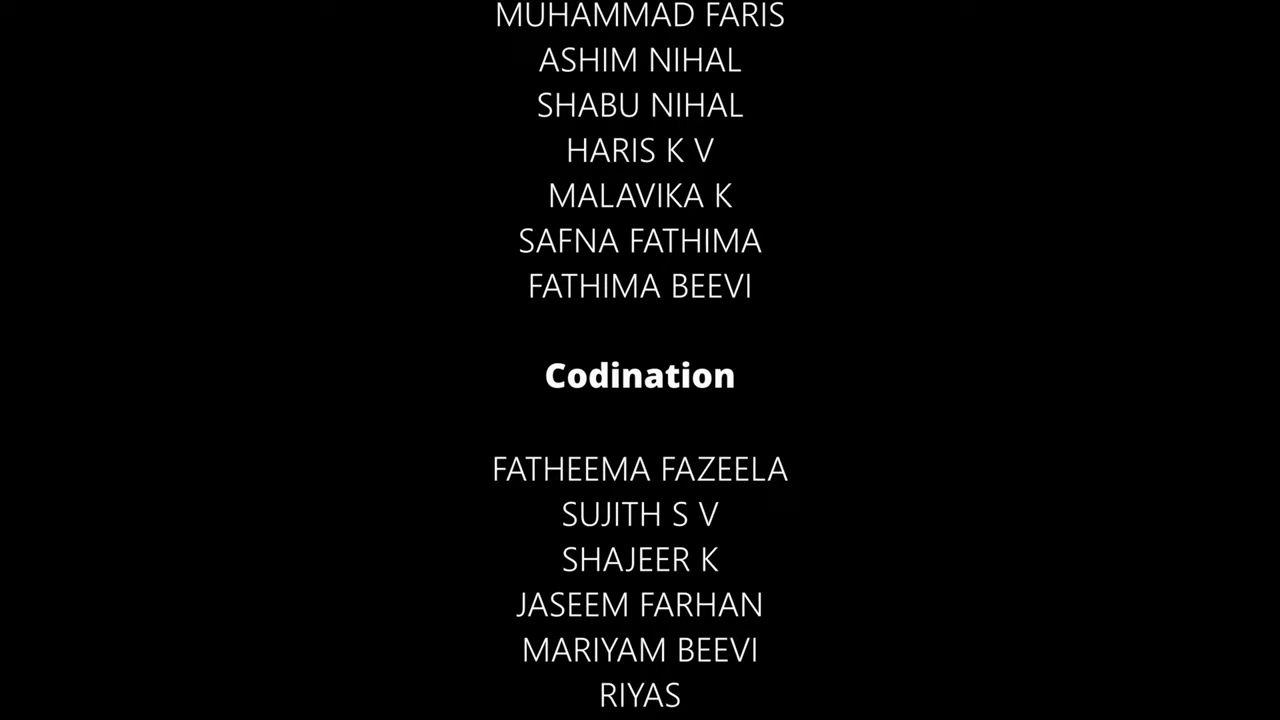 MUHAMMAD FARIS
ASHIM NIHAL
SHABU NIHAL
HARIS K V
MALAVIKA K
SAFNA FATHIMA
FATHIMA BEEVI
Codination
FATHEEMA FAZEELA
SUJITH S V
SHAJEER K
JASEEM FARHAN
MARIYAM BEEVI
RIYAS